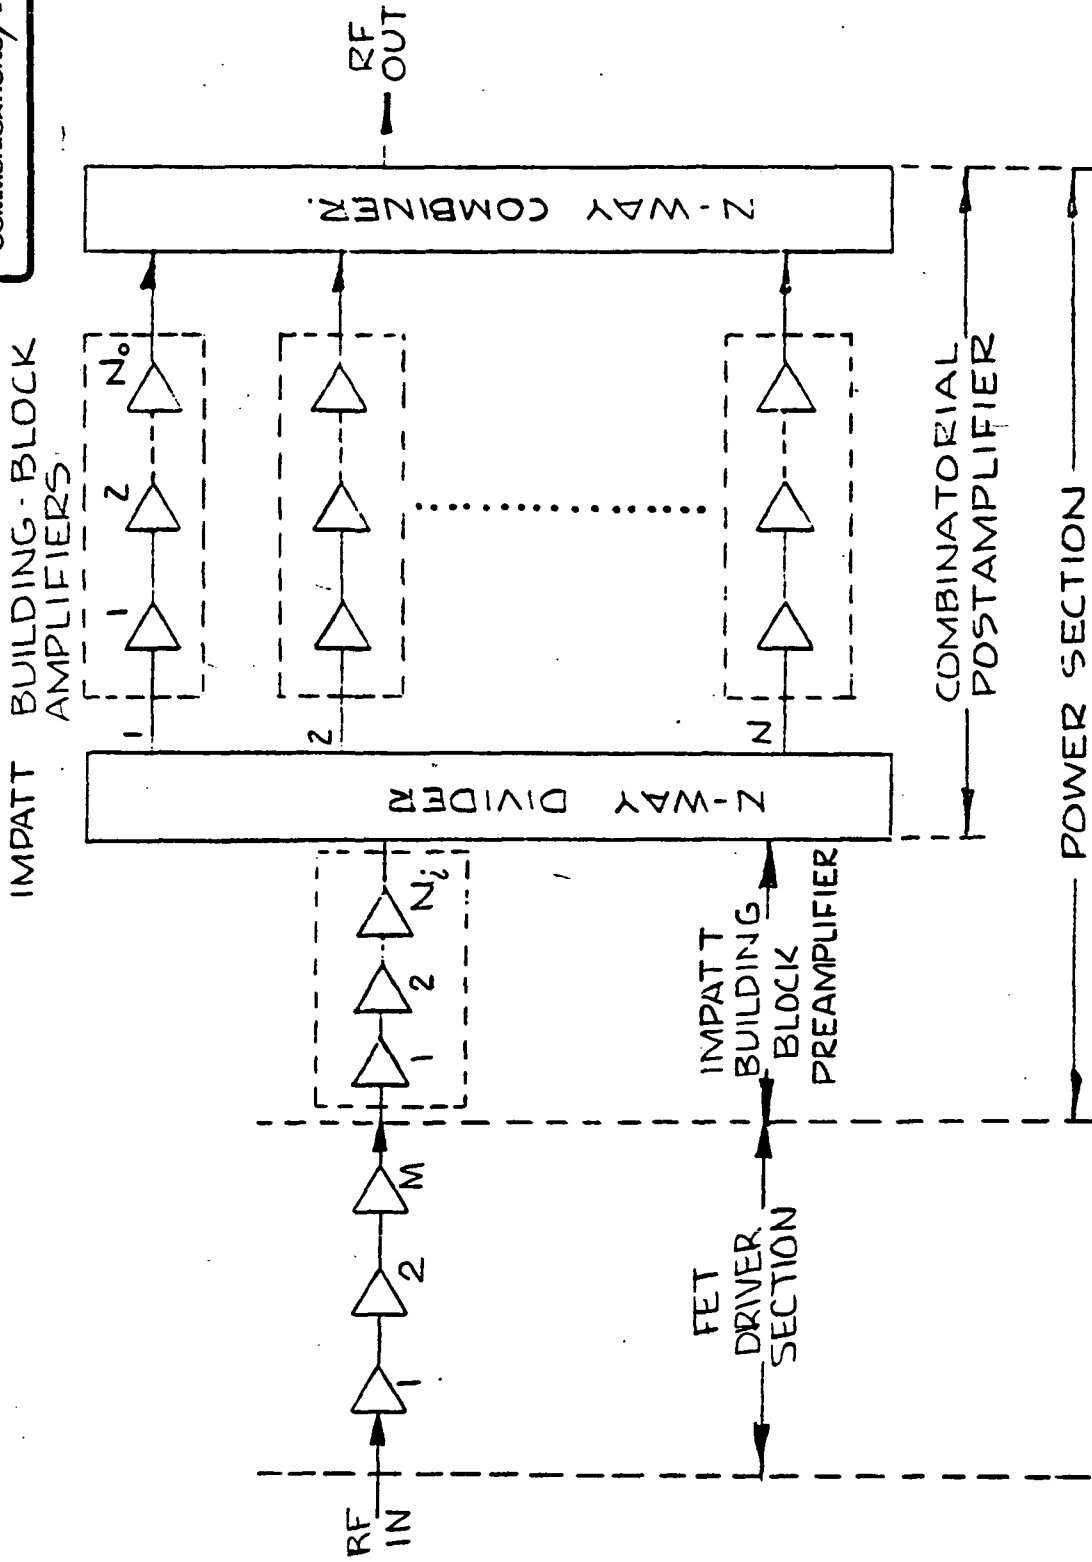 IMPATT BUILDING-BLOCK
AMPLIFIERS
1
2
N₀
1
2
N
N-WAY DIVIDER
N-WAY COMBINER.
RF
IN
1
2
M
1
2
Nᵢ
RF
OUT
FET
DRIVER
SECTION
IMPATT
BUILDING
BLOCK
PREAMPLIFIER
COMBINATORIAL
POSTAMPLIFIER
POWER SECTION